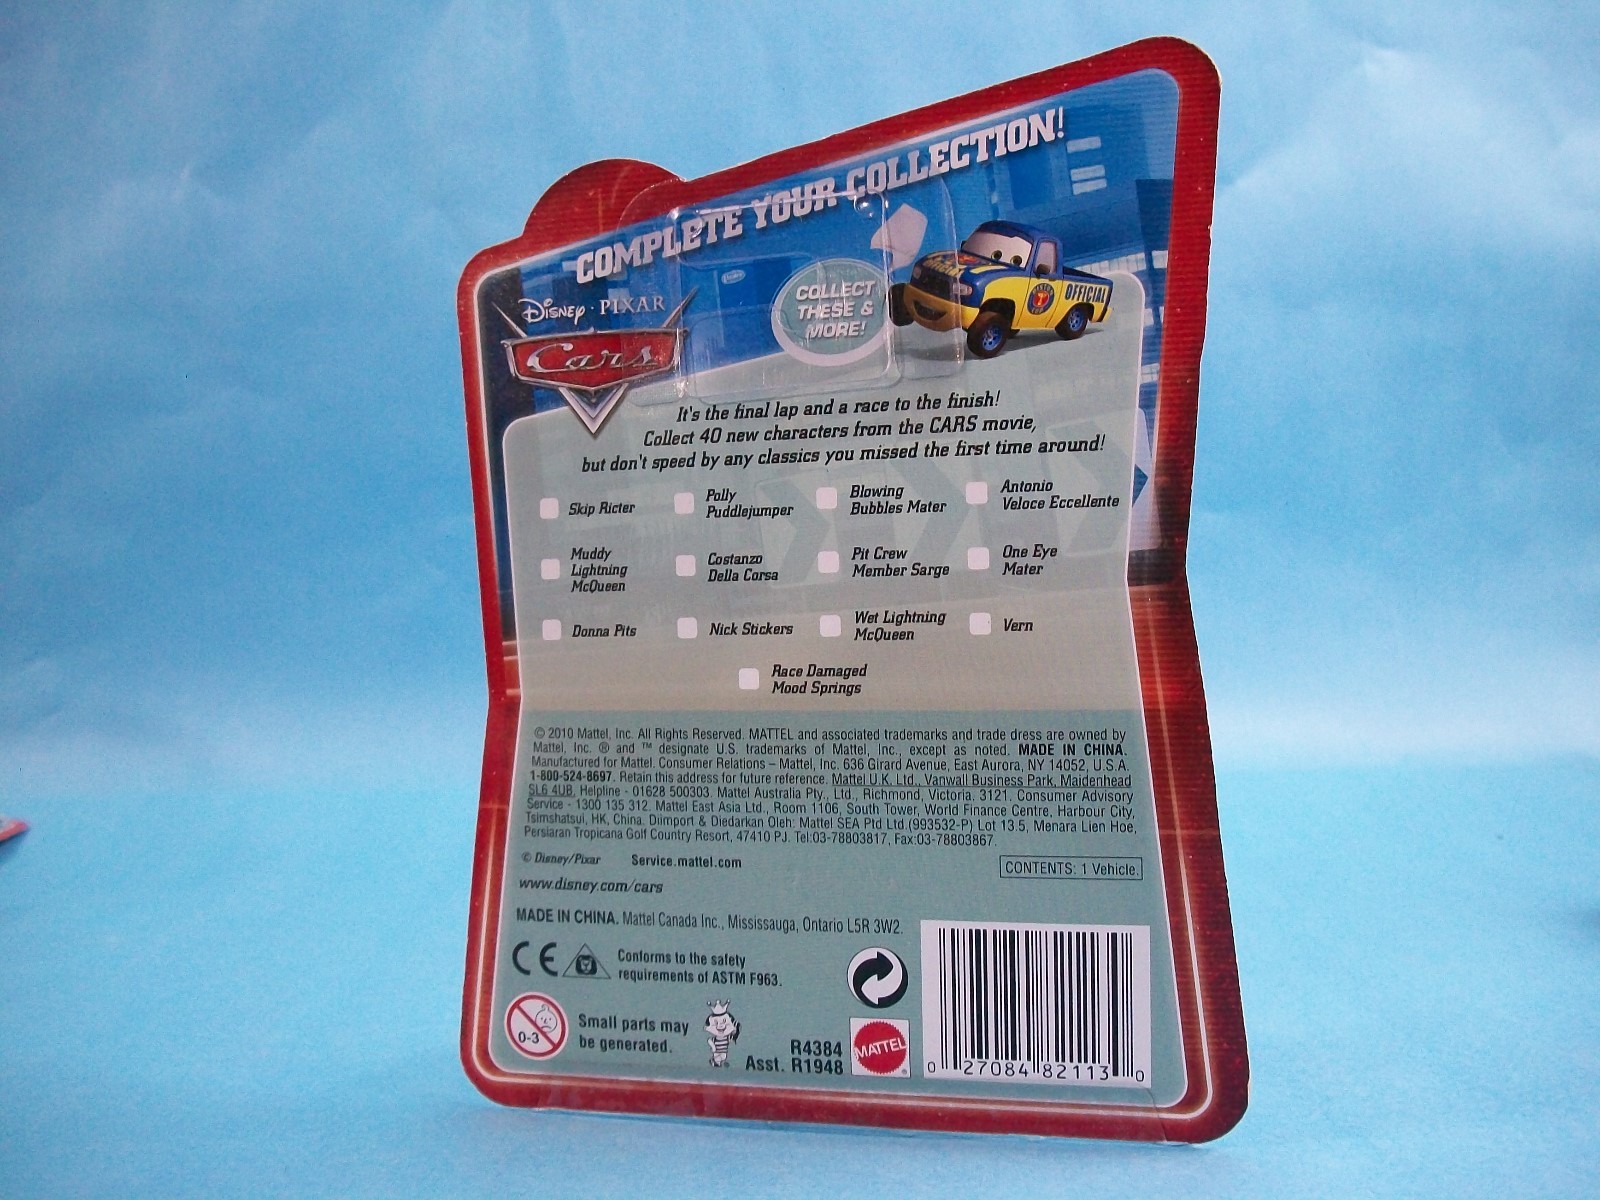 COMPLETE YOUR COLLECTION!
Disney · PIXAR
Cars
COLLECT
THESE &
MORE!
OFFICIAL
It's the final lap and a race to the finish!
Collect 40 new characters from the CARS movie,
but don't speed by any classics you missed the first time around!
Skip Ricter
Polly
Puddlejumper
Blowing
Bubbles Mater
Antonio
Veloce Eccellente
Muddy
Lightning
McQueen
Costanzo
Della Corsa
Pit Crew
Member Sarge
One Eye
Mater
Donna Pits
Nick Stickers
Wet Lightning
McQueen
Vern
Race Damaged
Mood Springs
© 2010 Mattel, Inc. All Rights Reserved. MATTEL and associated trademarks and trade dress are owned by
Mattel, Inc. ® and ™ designate U.S. trademarks of Mattel, Inc., except as noted. MADE IN CHINA.
Manufactured for Mattel. Consumer Relations – Mattel, Inc. 636 Girard Avenue, East Aurora, NY 14052, U.S.A.
1-800-524-8697. Retain this address for future reference. Mattel U.K. Ltd., Vanwall Business Park, Maidenhead
SL6 4UB, Helpline - 01628 500303. Mattel Australia Pty., Ltd., Richmond, Victoria. 3121. Consumer Advisory
Service - 1300 135 312. Mattel East Asia Ltd., Room 1106, South Tower, World Finance Centre, Harbour City,
Tsimshatsui, HK, China. Diimport & Diedarkan Oleh: Mattel SEA Ptd Ltd.(993532-P) Lot 13.5, Menara Lien Hoe,
Persiaran Tropicana Golf Country Resort, 47410 PJ. Tel:03-78803817, Fax:03-78803867.
© Disney/Pixar Service.mattel.com
CONTENTS: 1 Vehicle.
www.disney.com/cars
MADE IN CHINA. Mattel Canada Inc., Mississauga, Ontario L5R 3W2.
CE
Conforms to the safety
requirements of ASTM F963.
0-3
Small parts may
be generated.
R4384
Asst. R1948
MATTEL
0 27084 82113 0